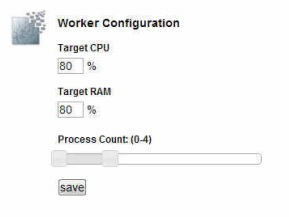 Worker Configuration
Target CPU
80 %
Target RAM
80 %
Process Count: (0-4)
save